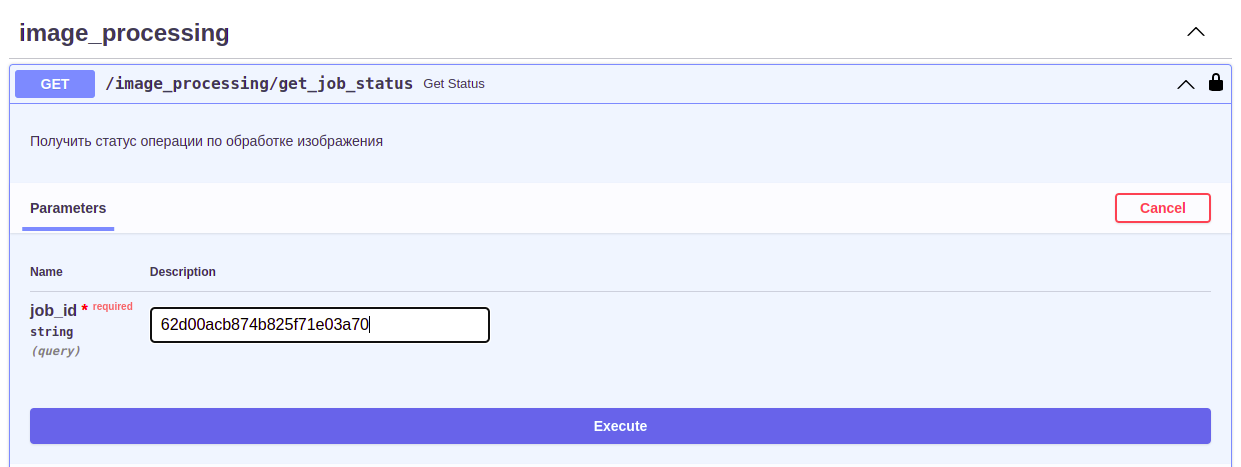 image_processing
GET /image_processing/get_job_status Get Status
Получить статус операции по обработке изображения
Parameters Cancel
Name Description
job_id * required
string
(query)
62d00acb874b825f71e03a70
Execute